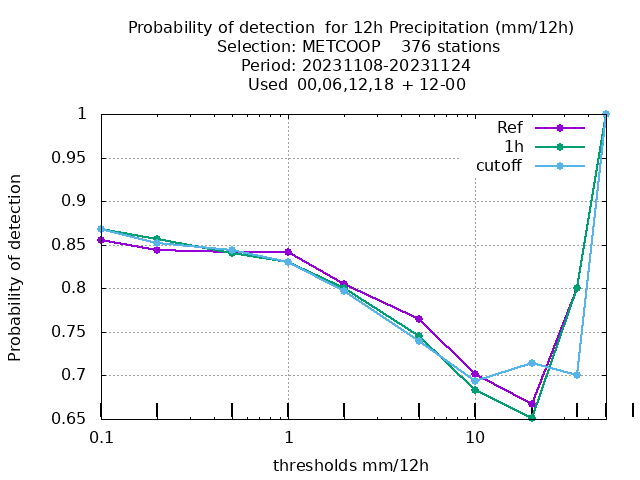 Probability of detection  for 12h Precipitation (mm/12h)
Selection: METCOOP    376 stations
Period: 20231108-20231124
Used  00,06,12,18  + 12-00
1
0.95
0.9
0.85
0.8
0.75
0.7
0.65
Probability of detection
Ref
1h
cutoff
0.1
1
10
thresholds mm/12h